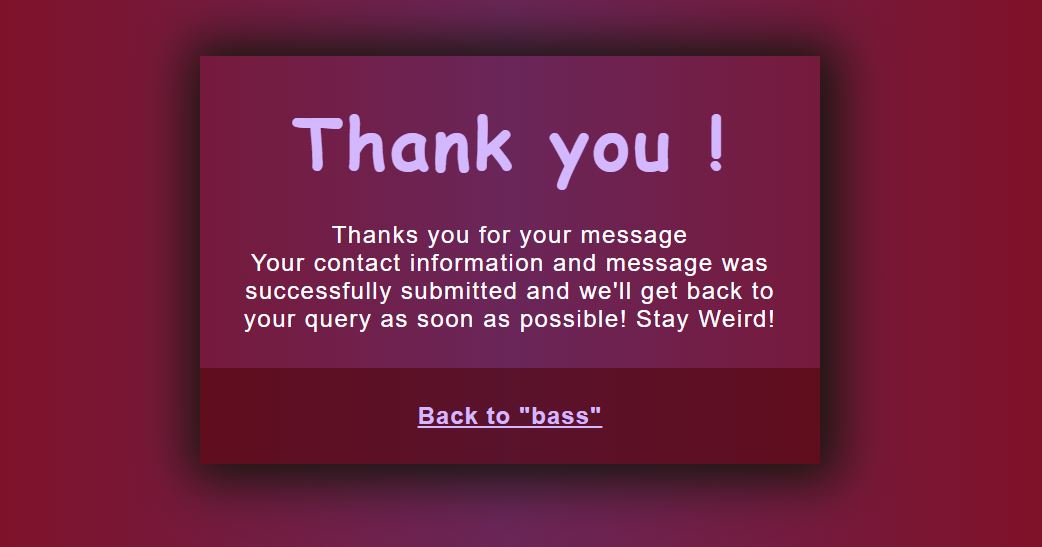 Thank you !
Thanks you for your message
Your contact information and message was
successfully submitted and we'll get back to
your query as soon as possible! Stay Weird!
Back to "bass"